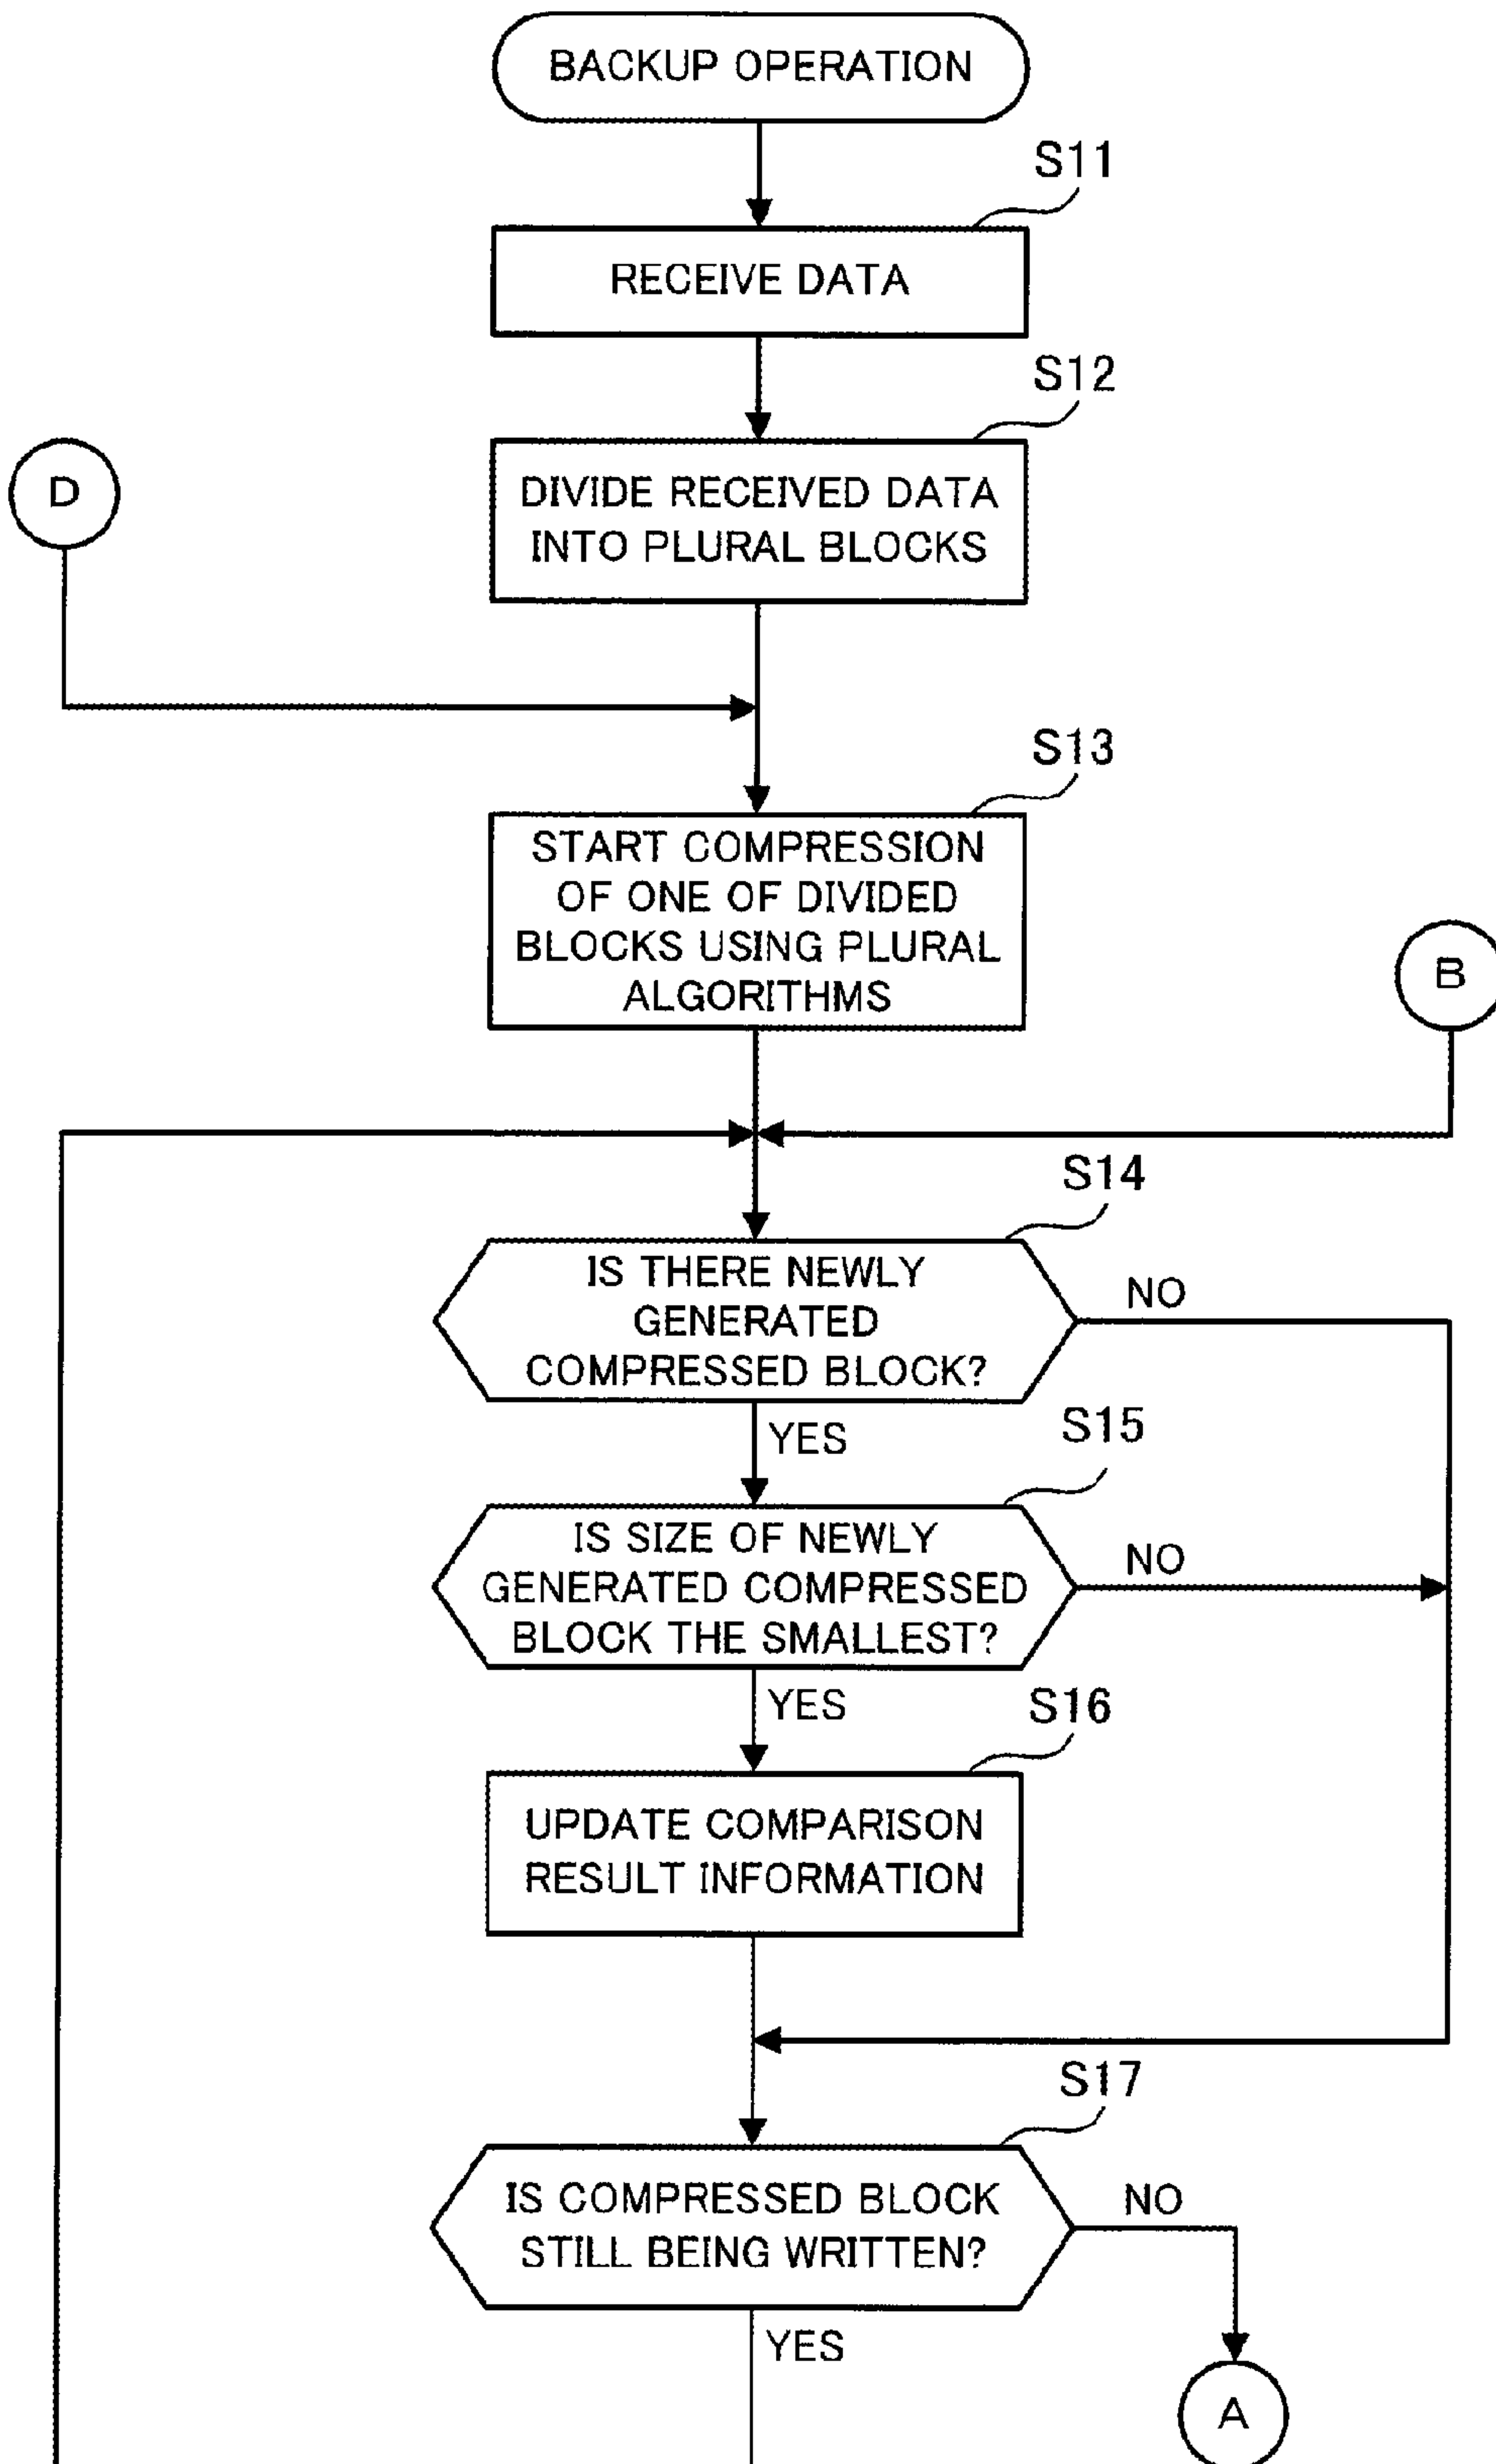 BACKUP OPERATION
S11
RECEIVE DATA
S12
D
DIVIDE RECEIVED DATA
INTO PLURAL BLOCKS
S13
START COMPRESSION
OF ONE OF DIVIDED
BLOCKS USING PLURAL
ALGORITHMS
B
S14
IS THERE NEWLY
GENERATED
COMPRESSED BLOCK?
NO
YES
S15
IS SIZE OF NEWLY
GENERATED COMPRESSED
BLOCK THE SMALLEST?
NO
YES
S16
UPDATE COMPARISON
RESULT INFORMATION
S17
IS COMPRESSED BLOCK
STILL BEING WRITTEN?
NO
YES
A